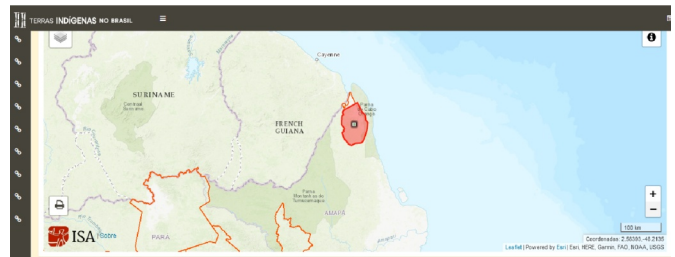 TERRAS INDÍGENAS NO BRASIL
Cayenne
SURINAME
FRENCH
GUIANA
AMAPÁ
PARÁ
+
−
100 km
ISA
Sobre
Coordenadas: 2.56383,-48.2135
Leaflet | Powered by Esri | Esri, HERE, Garmin, FAO, NOAA, USGS